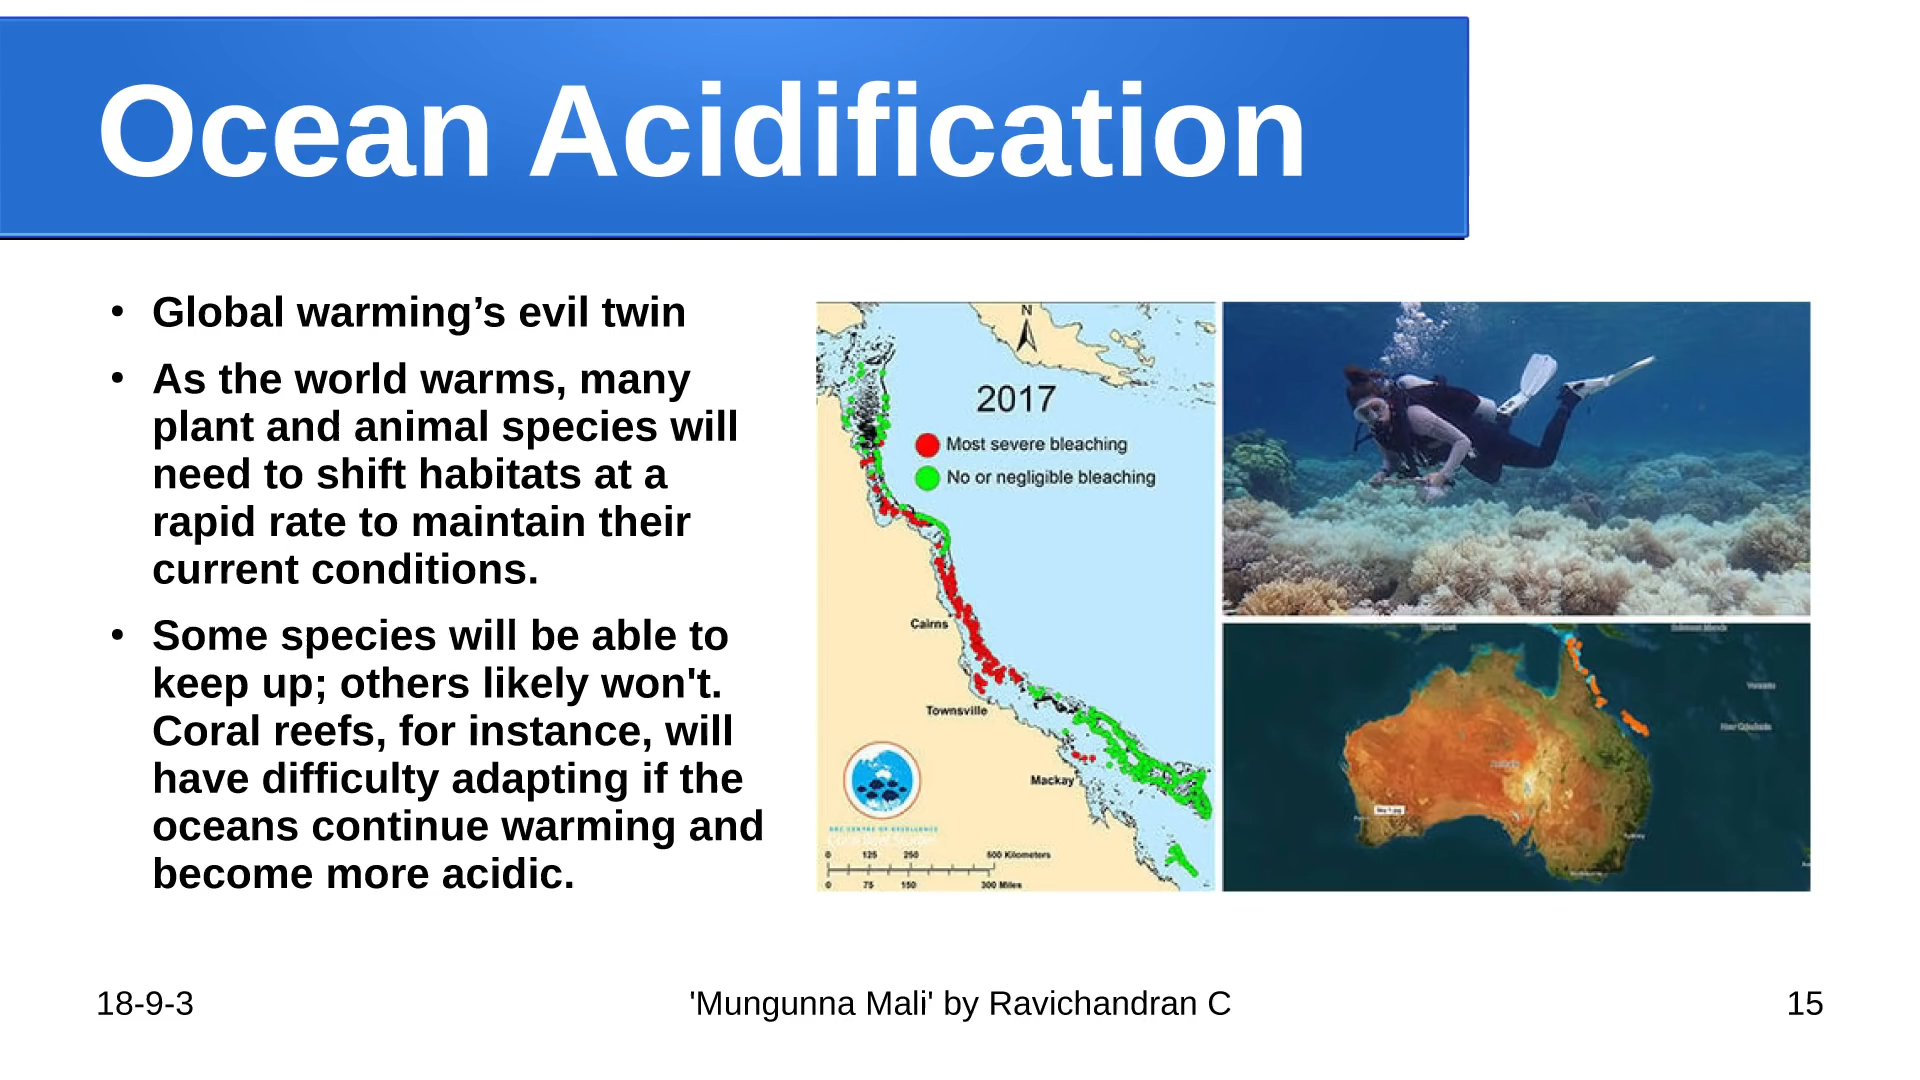 Ocean Acidification
• Global warming’s evil twin
• As the world warms, many
plant and animal species will
need to shift habitats at a
rapid rate to maintain their
current conditions.
• Some species will be able to
keep up; others likely won't.
Coral reefs, for instance, will
have difficulty adapting if the
oceans continue warming and
become more acidic.
N
2017
Most severe bleaching
No or negligible bleaching
Cairns
Townsville
Mackay
ARC CENTRE OF EXCELLENCE
0 125 250 500 Kilometers
0 75 150 300 Miles
Sydney
18-9-3
'Mungunna Mali' by Ravichandran C
15